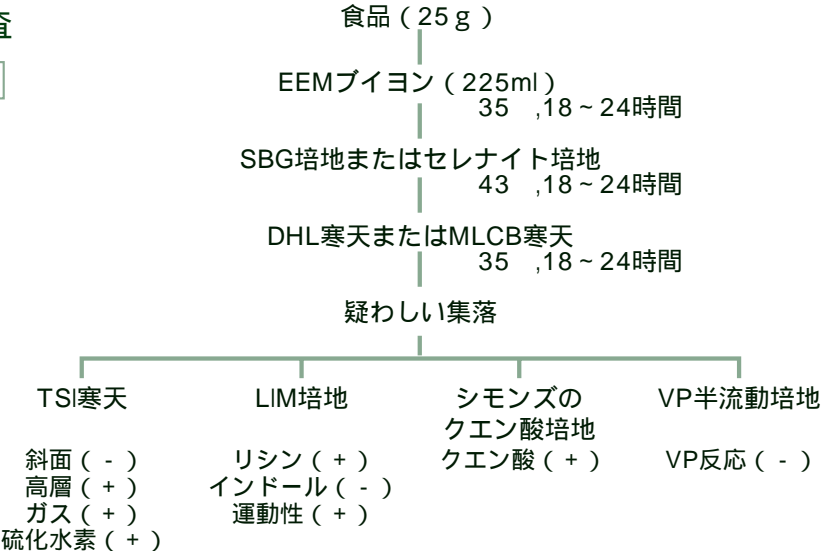 査
食品(25g)
EEMブイヨン(225ml)
35 ,18~24時間
SBG培地またはセレナイト培地
43 ,18~24時間
DHL寒天またはMLCB寒天
35 ,18~24時間
疑わしい集落
TSI寒天 LIM培地 シモンズの VP半流動培地
クエン酸培地
斜面(-) リシン(+) クエン酸(+) VP反応(-)
高層(+) インドール(-)
ガス(+) 運動性(+)
硫化水素(+)